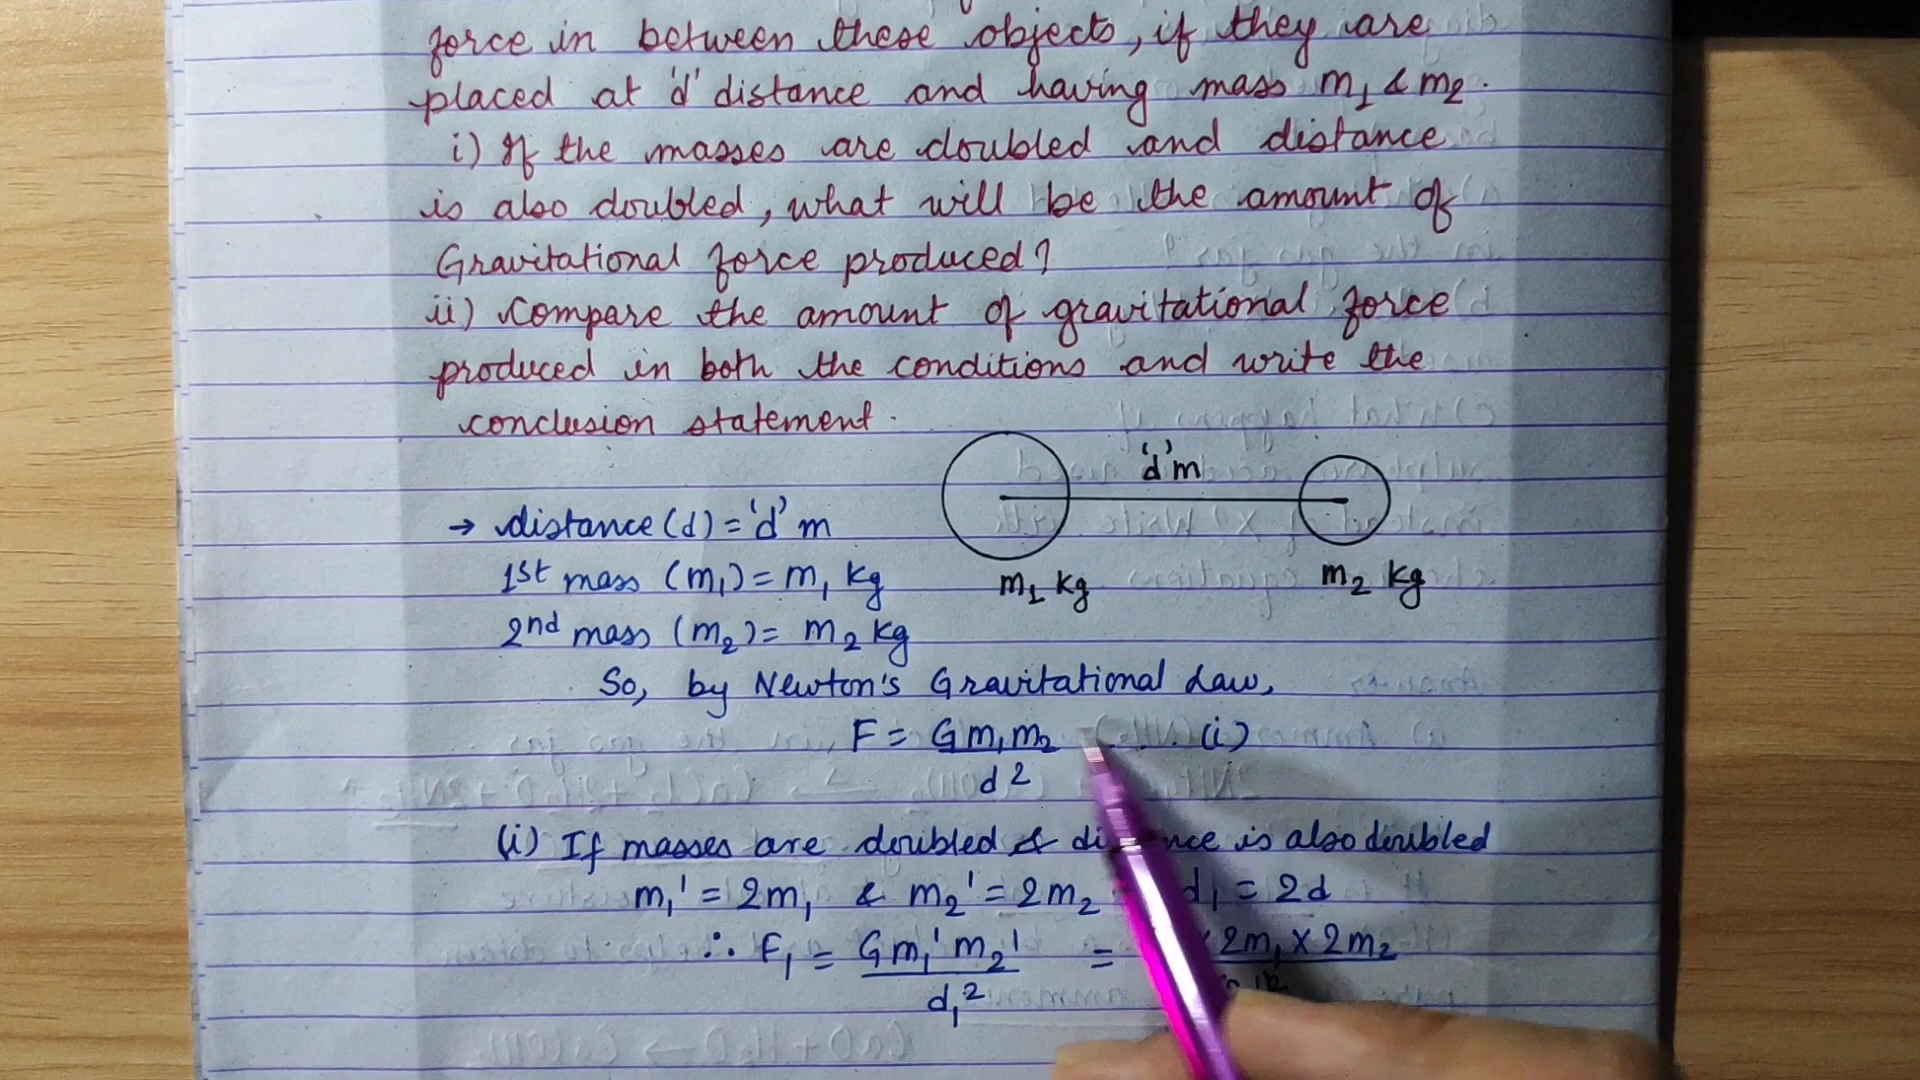 force in between these objects, if they are
placed at 'd' distance and having mass m₁ & m₂.
i) If the masses are doubled and distance
is also doubled, what will be the amount of
Gravitational force produced?
ii) Compare the amount of gravitational force
produced in both the conditions and write the
conclusion statement.
'd' m
→ distance (d) = 'd' m
m₁ kg
m₂ kg
1st mass (m₁) = m₁ kg
2nd mass (m₂) = m₂ kg
So, by Newton's Gravitational Law,
F = Gm₁m₂ / d² ... (i)
(i) If masses are doubled & distance is also doubled
m₁' = 2m₁ & m₂' = 2m₂ d₁ = 2d
∴ F₁ = Gm₁'m₂' / d₁² = × 2m₁ × 2m₂